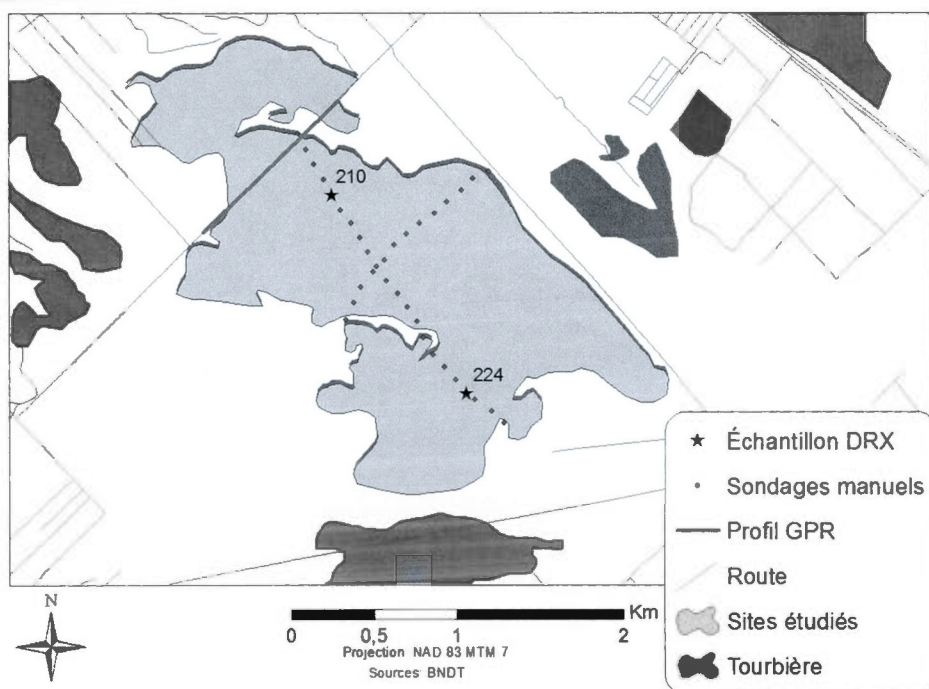 210
224
★ Échantillon DRX
Sondages manuels
Profil GPR
Route
Sites étudiés
Tourbière
N
Km
0 0,5 1 2
Projection NAD 83 MTM 7
Sources BNDT